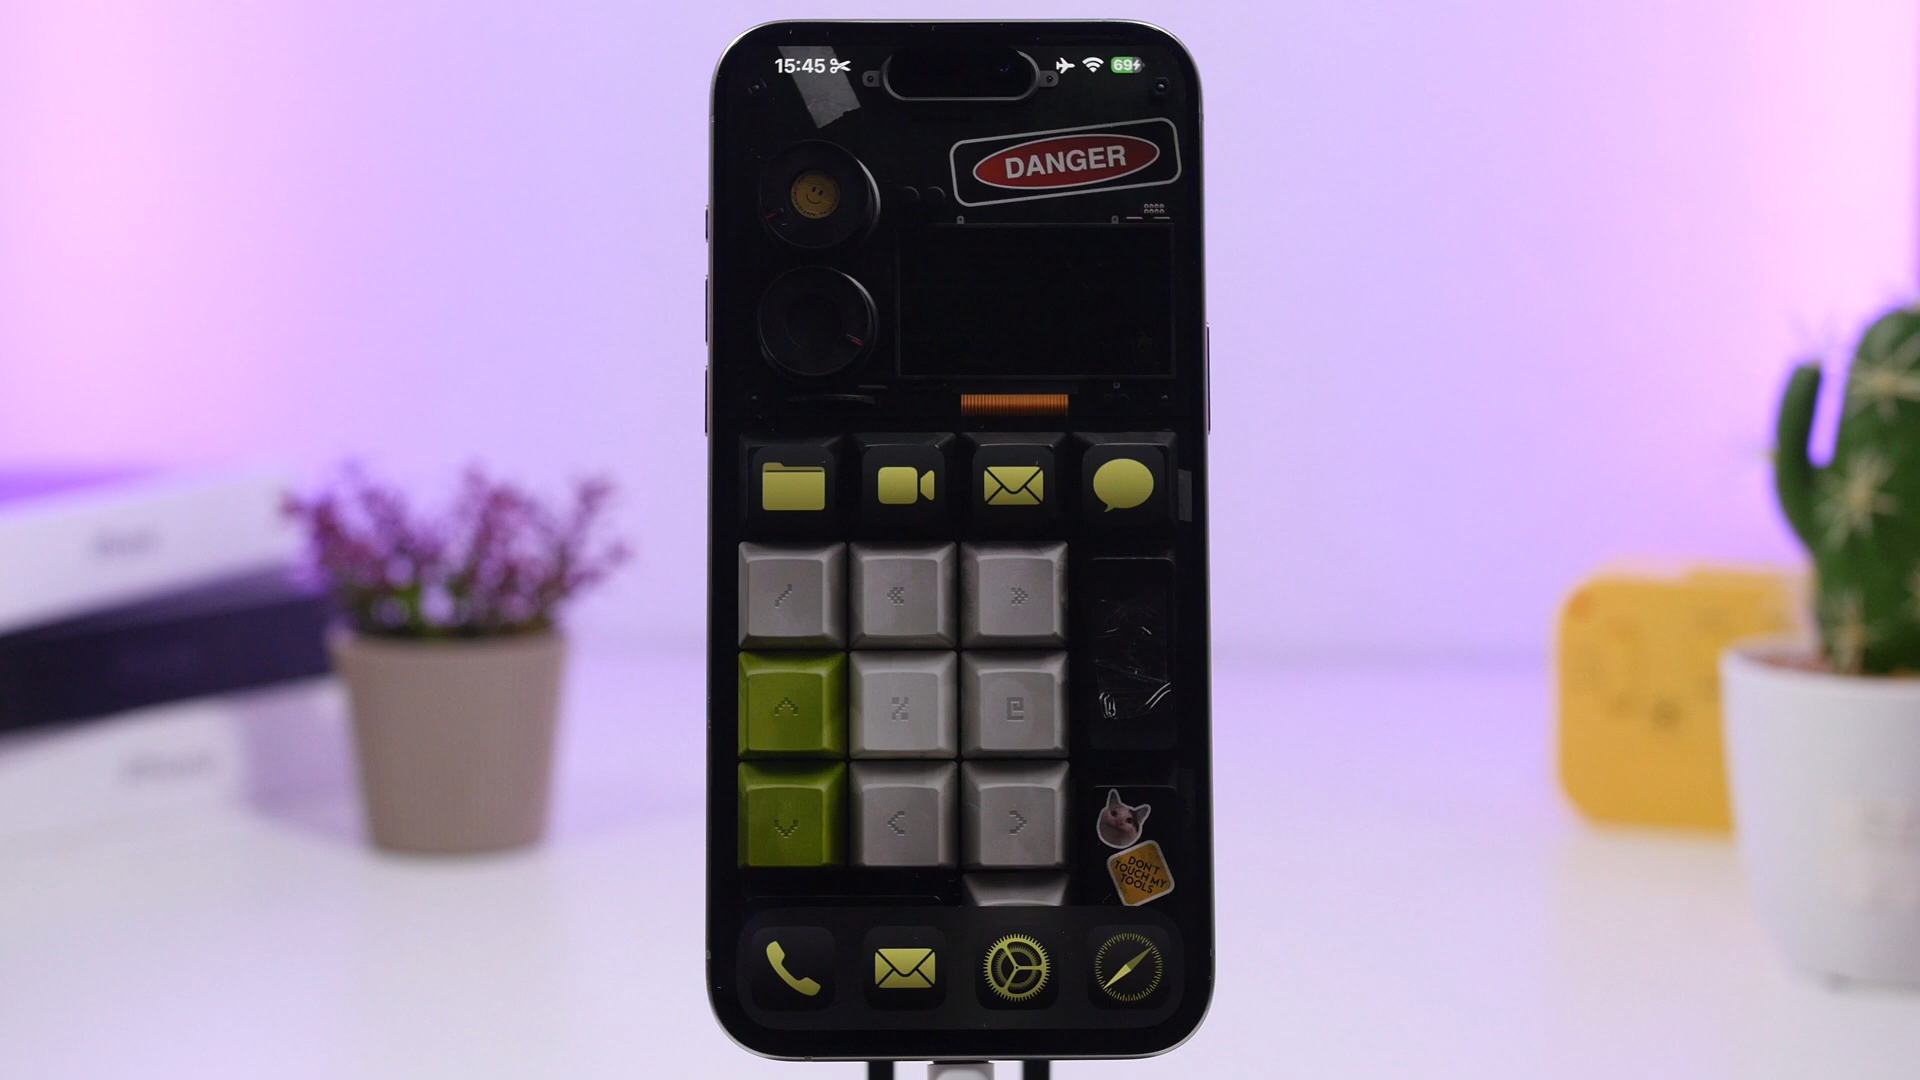 15:45
69
DANGER
/
«
»
^
%
@
v
<
>
DON'T
TOUCH MY
TOOLS